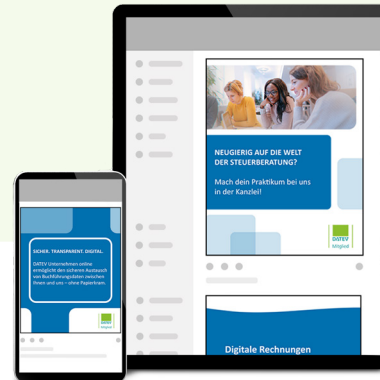 NEUGIERIG AUF DIE WELT
DER STEUERBERATUNG?
Mach dein Praktikum bei uns
in der Kanzlei!
DATEV
Mitglied
SICHER. TRANSPARENT. DIGITAL.
DATEV Unternehmen online
ermöglicht den sicheren Austausch
von Buchführungsdaten zwischen
Ihnen und uns – ohne Papierkram.
DATEV
Mitglied
Digitale Rechnungen